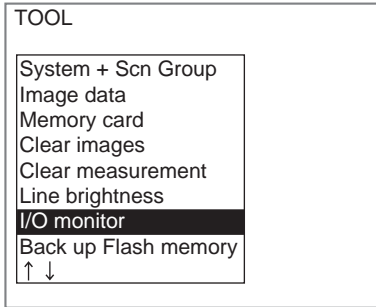 TOOL
System + Scn Group
Image data
Memory card
Clear images
Clear measurement
Line brightness
I/O monitor
Back up Flash memory
↑ ↓